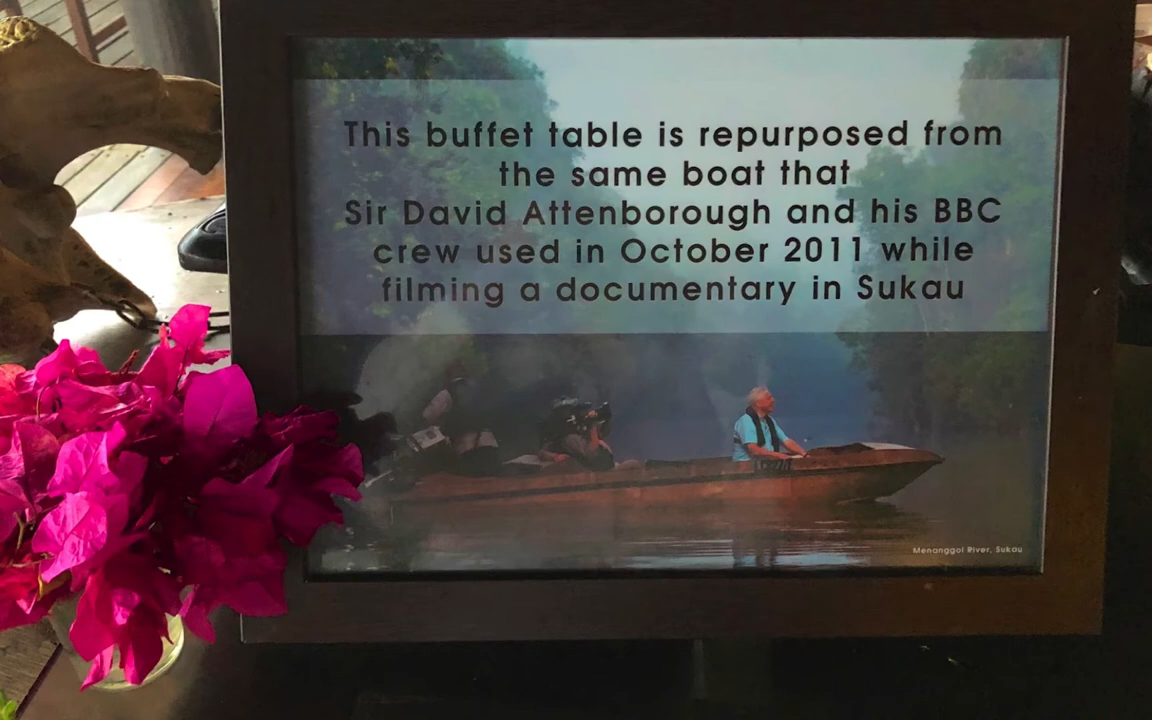 This buffet table is repurposed from
the same boat that
Sir David Attenborough and his BBC
crew used in October 2011 while
filming a documentary in Sukau
Menanggol River, Sukau